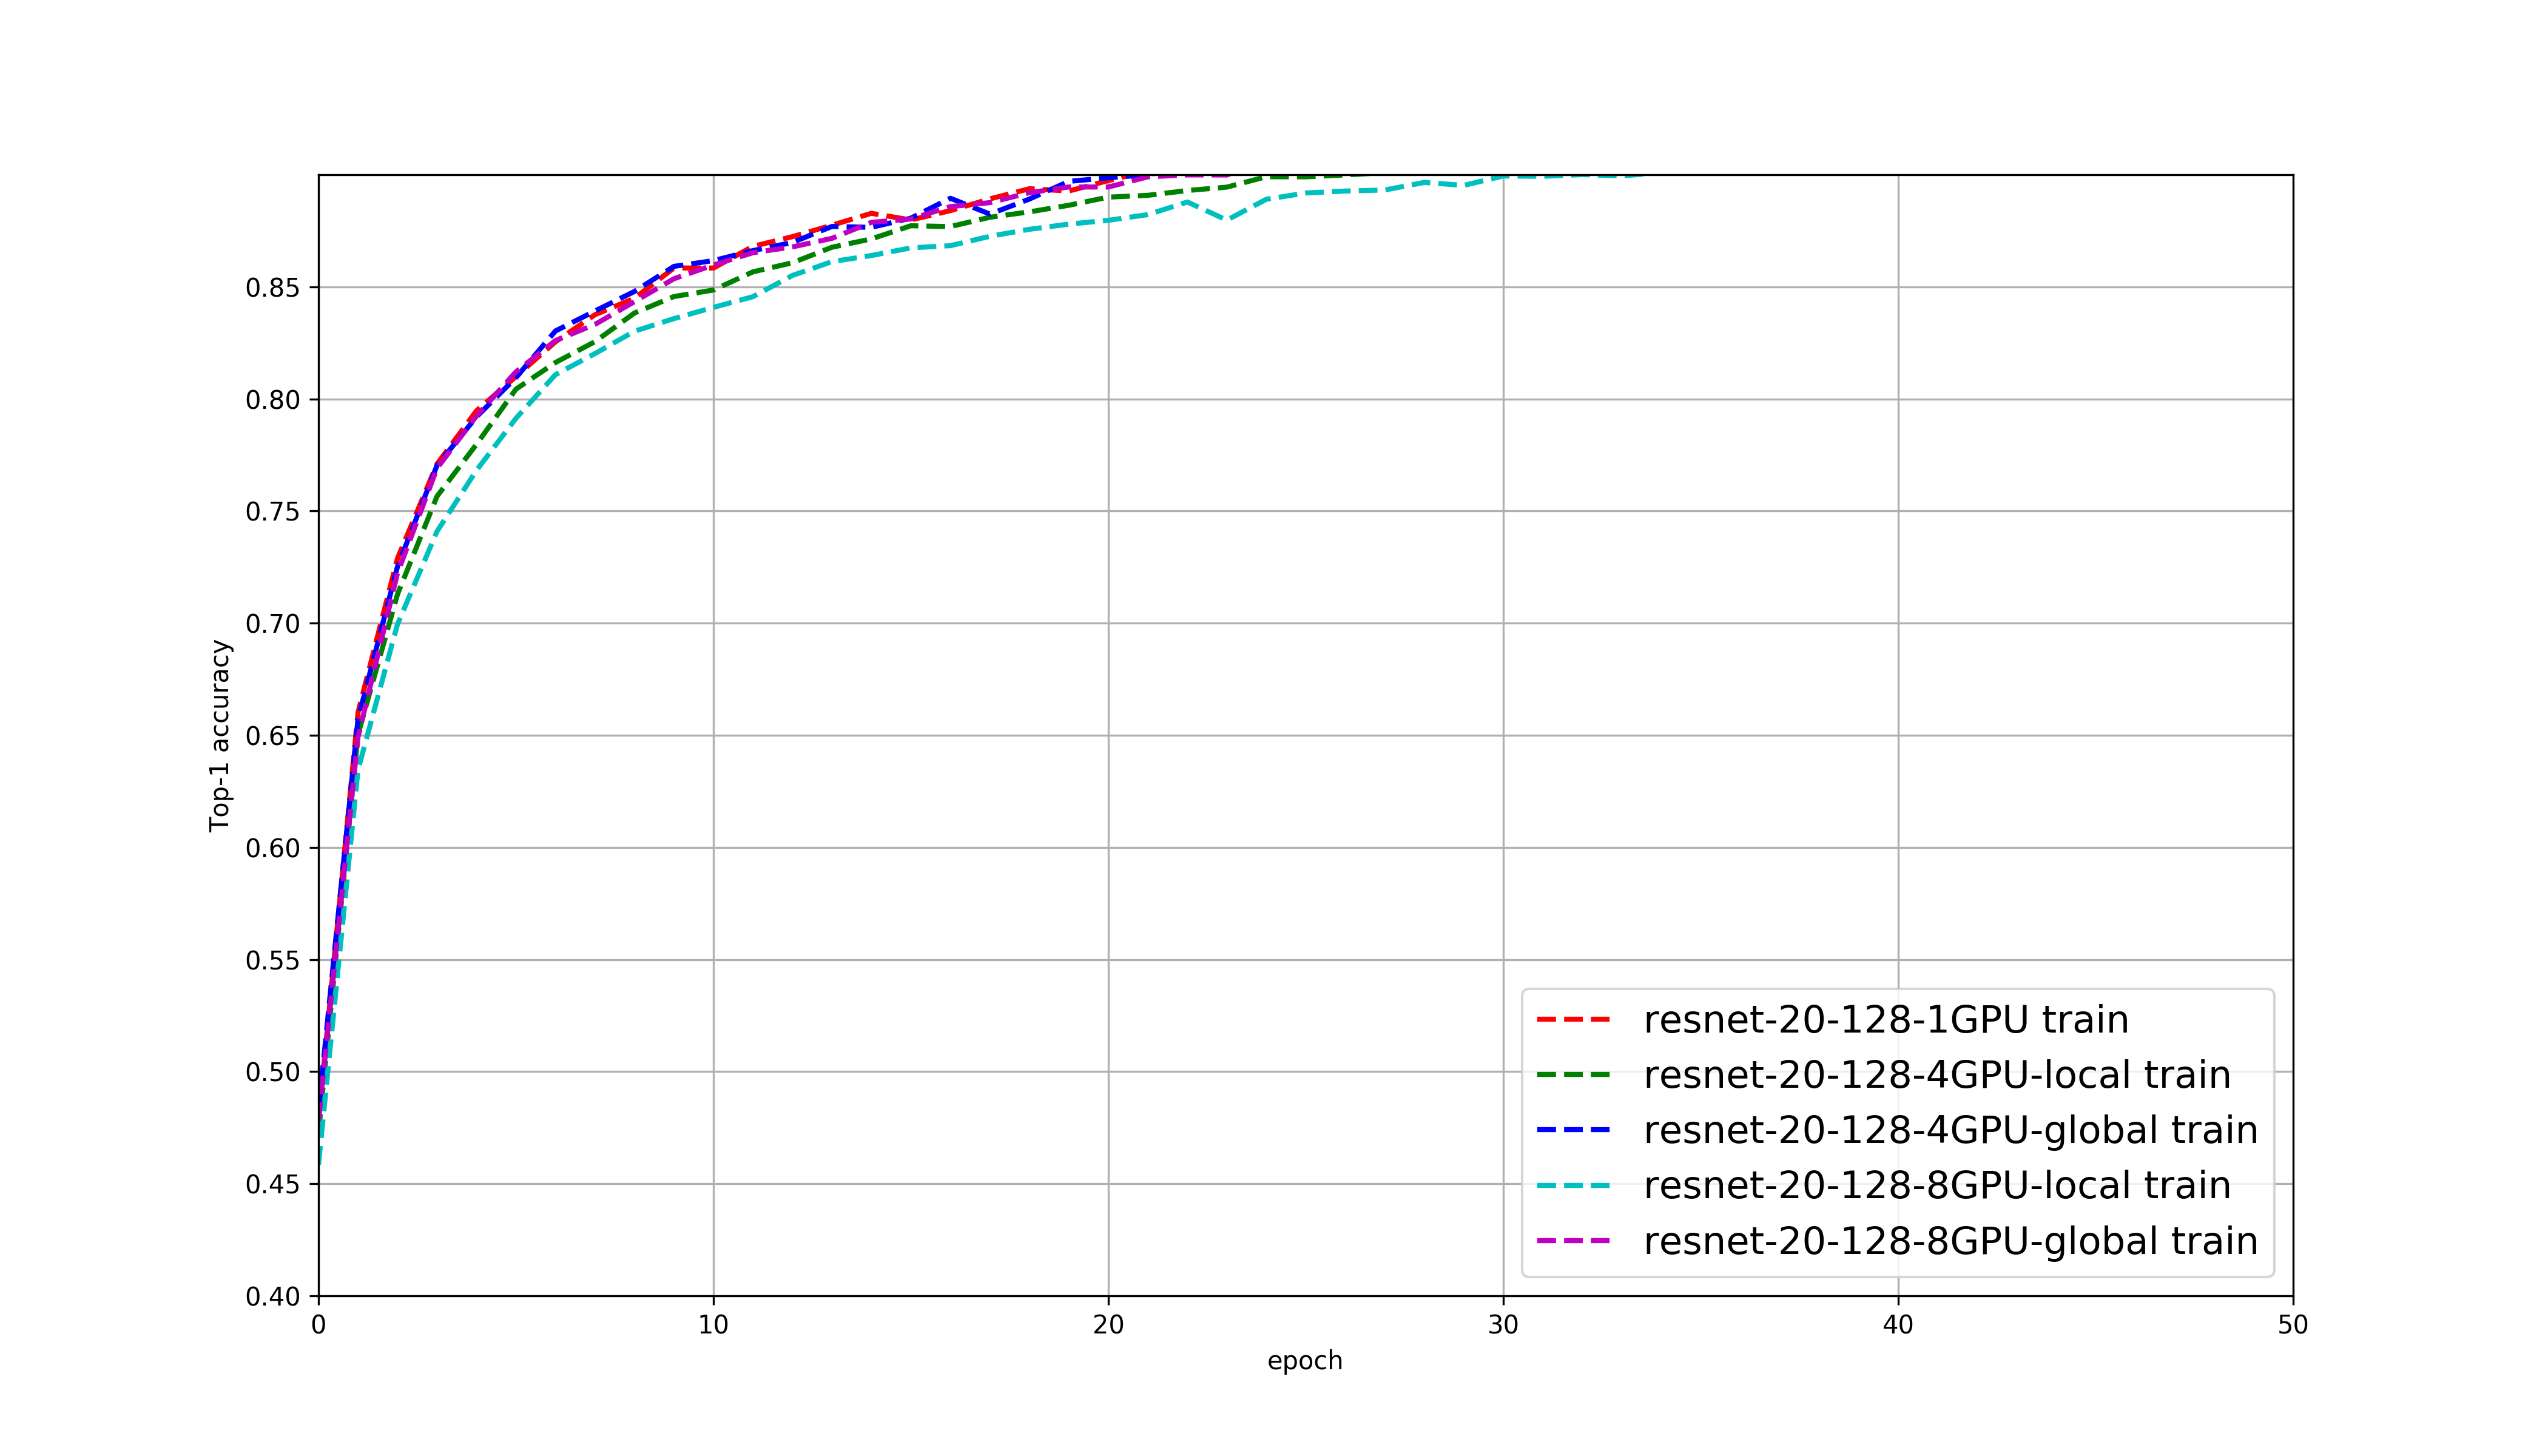 0.85
0.80
0.75
0.70
0.65
0.60
0.55
0.50
0.45
0.40
Top-1 accuracy
resnet-20-128-1GPU train
resnet-20-128-4GPU-local train
resnet-20-128-4GPU-global train
resnet-20-128-8GPU-local train
resnet-20-128-8GPU-global train
0 10 20 30 40 50
epoch